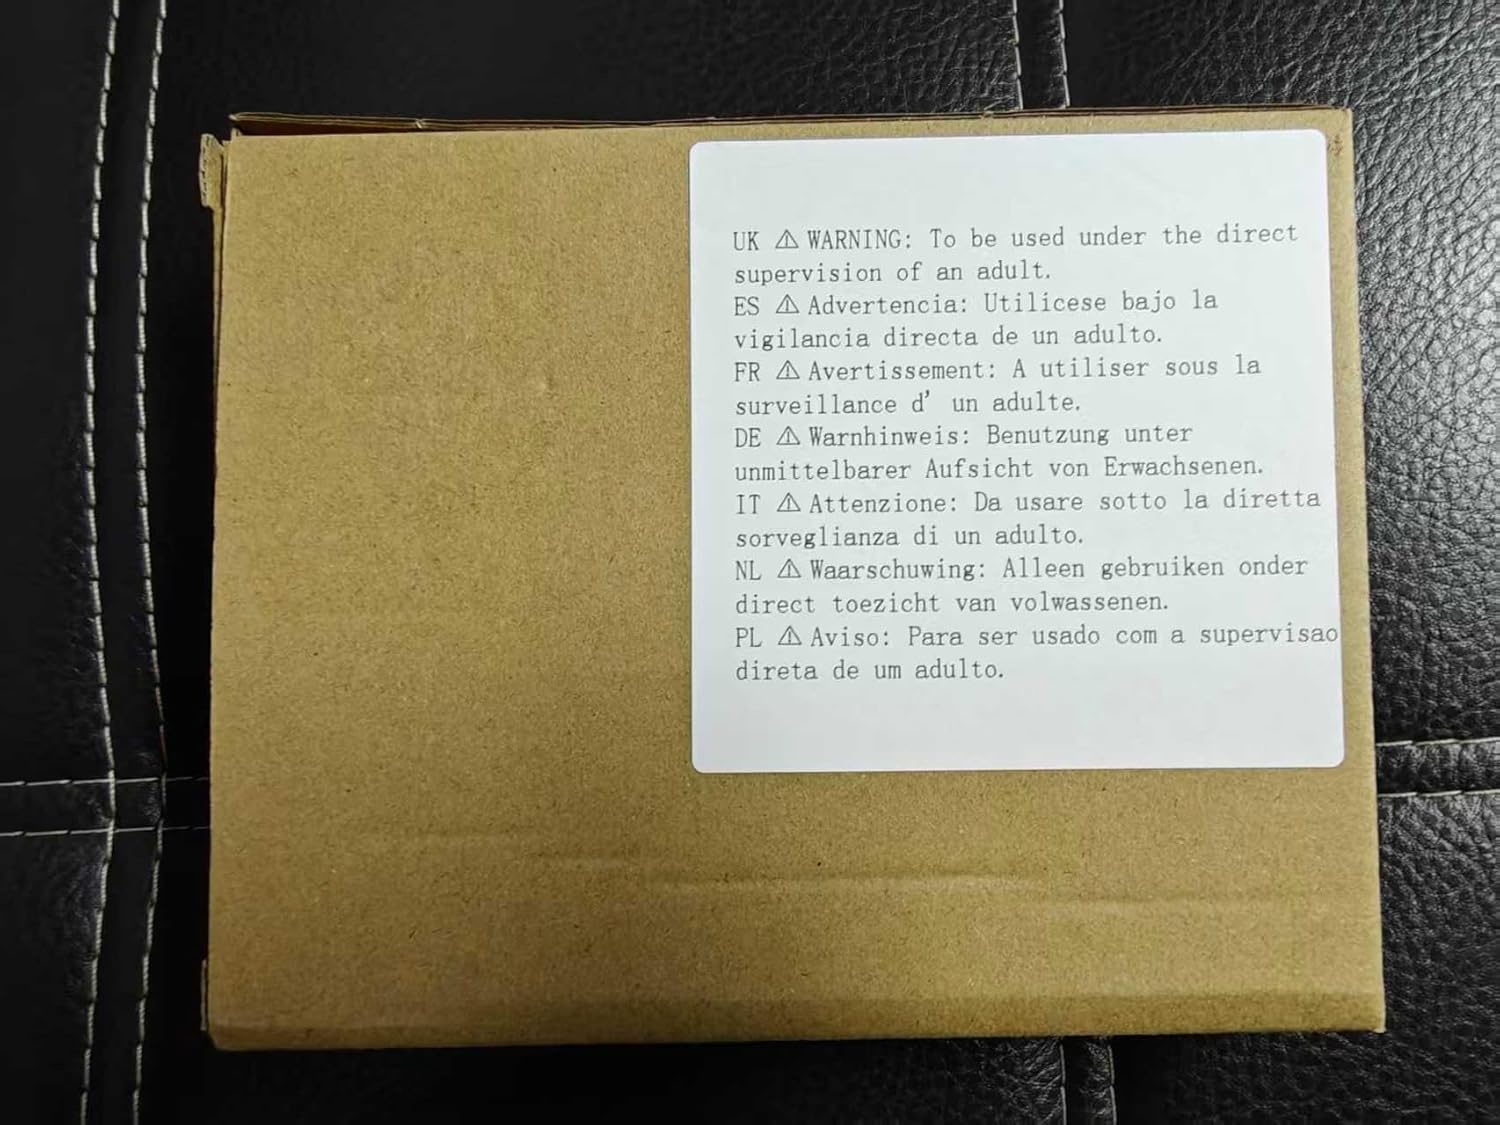 UK ⚠ WARNING: To be used under the direct
supervision of an adult.
ES ⚠ Advertencia: Utilicese bajo la
vigilancia directa de un adulto.
FR ⚠ Avertissement: A utiliser sous la
surveillance d' un adulte.
DE ⚠ Warnhinweis: Benutzung unter
unmittelbarer Aufsicht von Erwachsenen.
IT ⚠ Attenzione: Da usare sotto la diretta
sorveglianza di un adulto.
NL ⚠ Waarschuwing: Alleen gebruiken onder
direct toezicht van volwassenen.
PL ⚠ Aviso: Para ser usado com a supervisao
direta de um adulto.